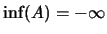 inf(A) = −∞